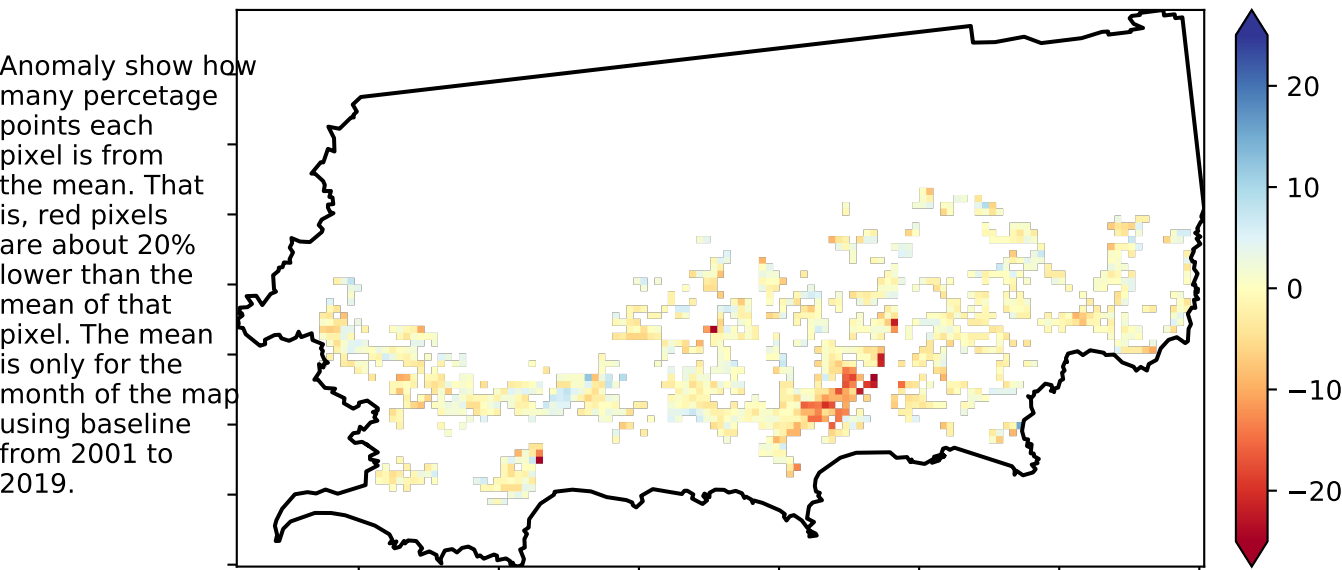 Anomaly show how
many percetage
points each
pixel is from
the mean. That
is, red pixels
are about 20%
lower than the
mean of that
pixel. The mean
is only for the
month of the map
using baseline
from 2001 to
2019.
20
10
0
−10
−20